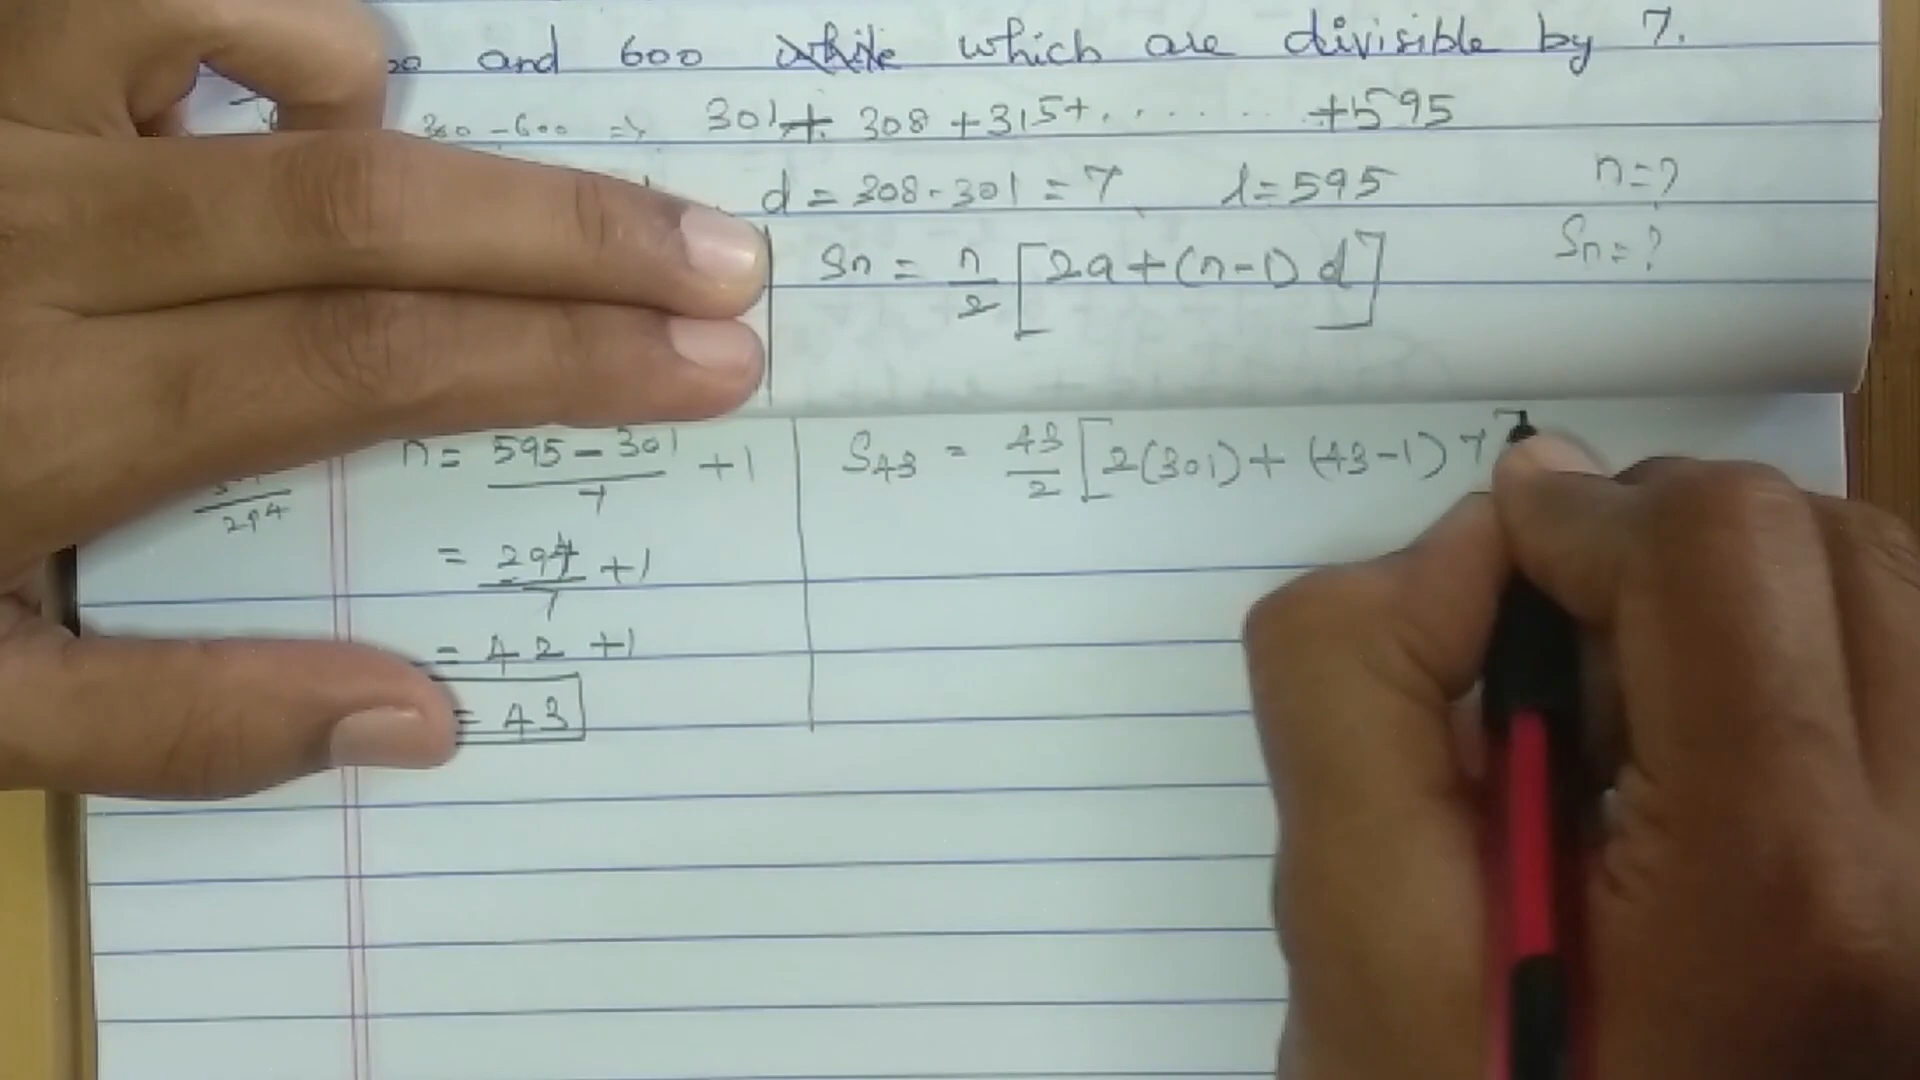 and 600 which are divisible by 7.
300-600 ⇒ 301 + 308 + 315+ . . . . . . +595
d = 308-301 = 7 l=595 n=?
Sn = n/2 [2a+(n-1)d] Sn=?
n = (595-301)/7 +1
S43 = 43/2 [2(301)+(43-1)7]
294
= 294/7 +1
= 42 +1
= 43